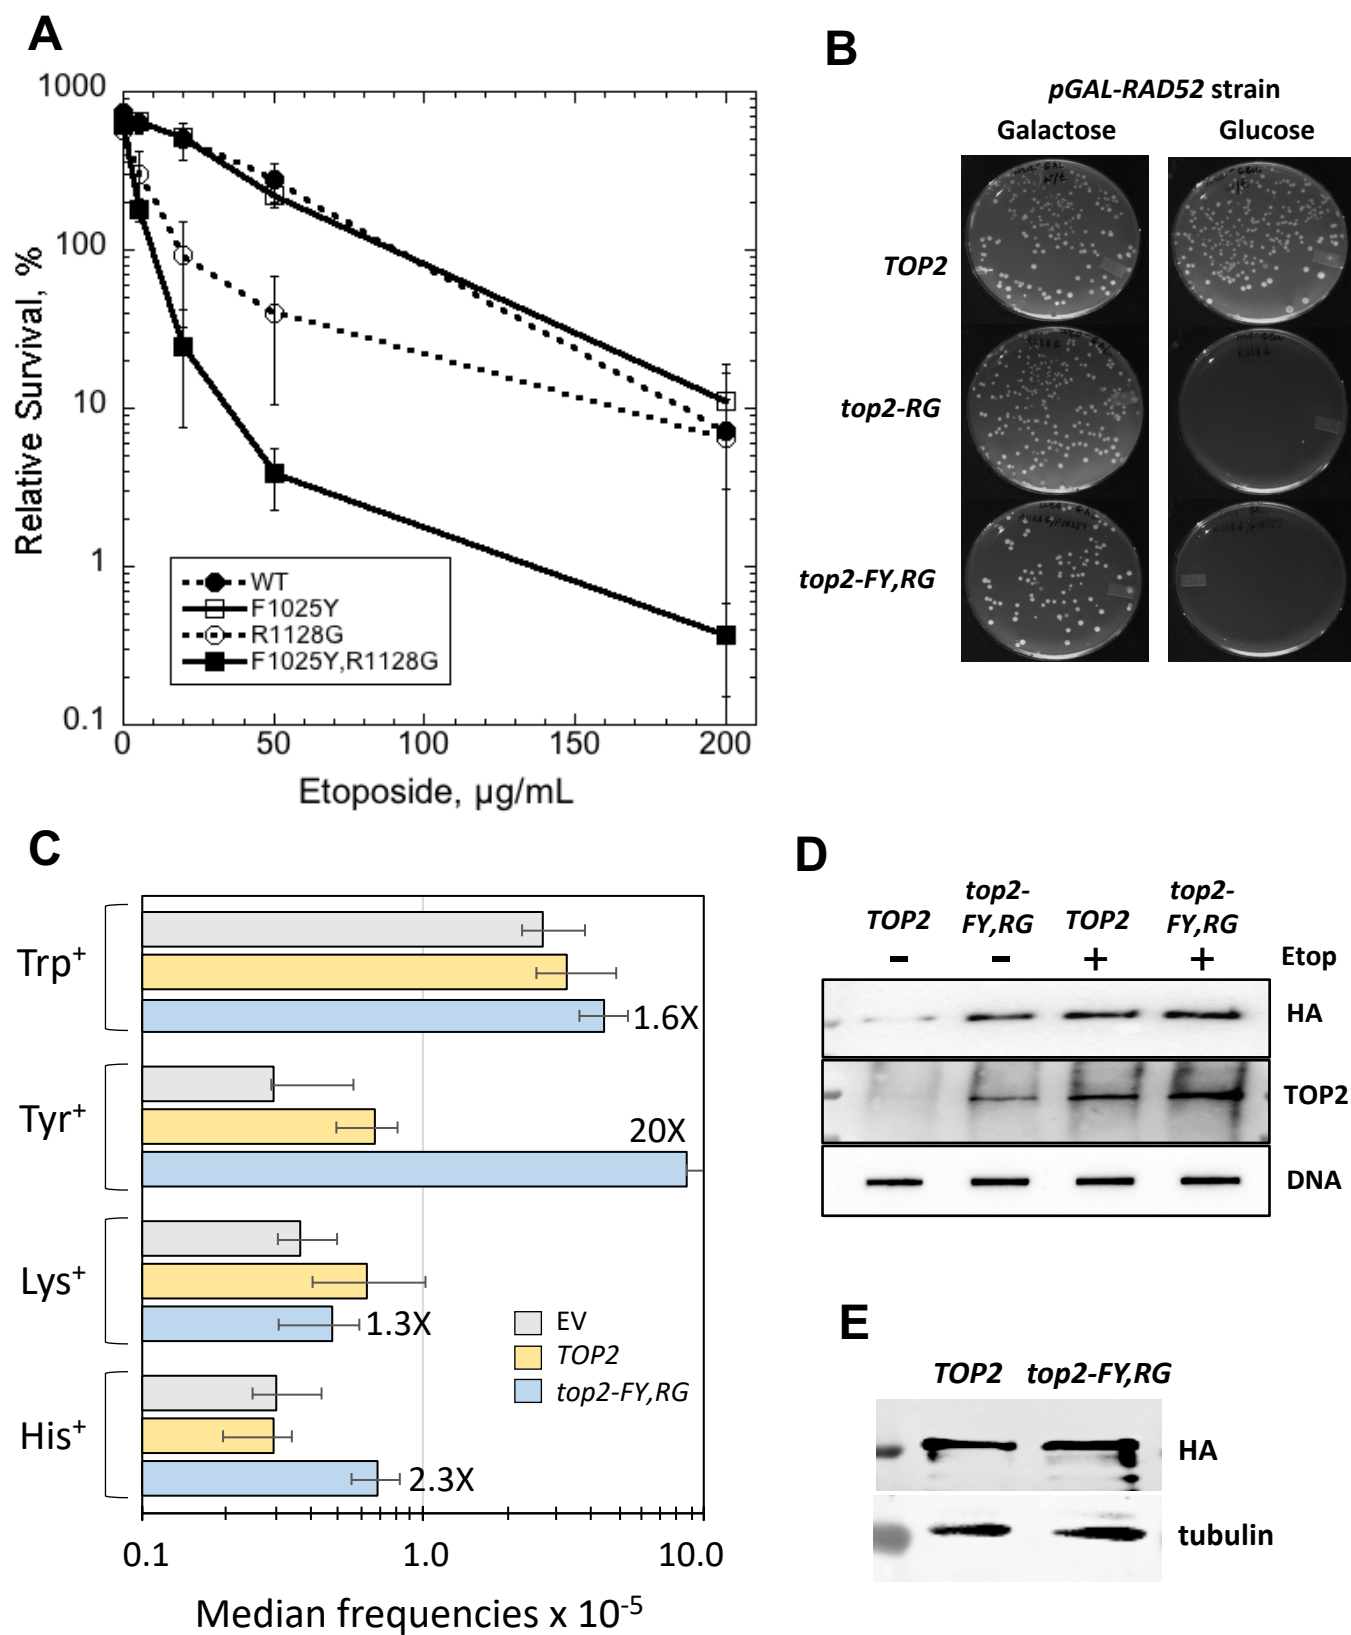 A
1000
100
10
1
0.1
Relative Survival, %
WT
F1025Y
R1128G
F1025Y,R1128G
0
50
100
150
200
Etoposide, µg/mL
B
pGAL-RAD52 strain
Galactose
Glucose
TOP2
top2-RG
top2-FY,RG
C
Trp+
1.6X
Tyr+
20X
Lys+
1.3X
His+
2.3X
EV
TOP2
top2-FY,RG
0.1
1.0
10.0
Median frequencies x 10-5
D
TOP2
top2-FY,RG
TOP2
top2-FY,RG
- - + + Etop
HA
TOP2
DNA
E
TOP2 top2-FY,RG
HA
tubulin